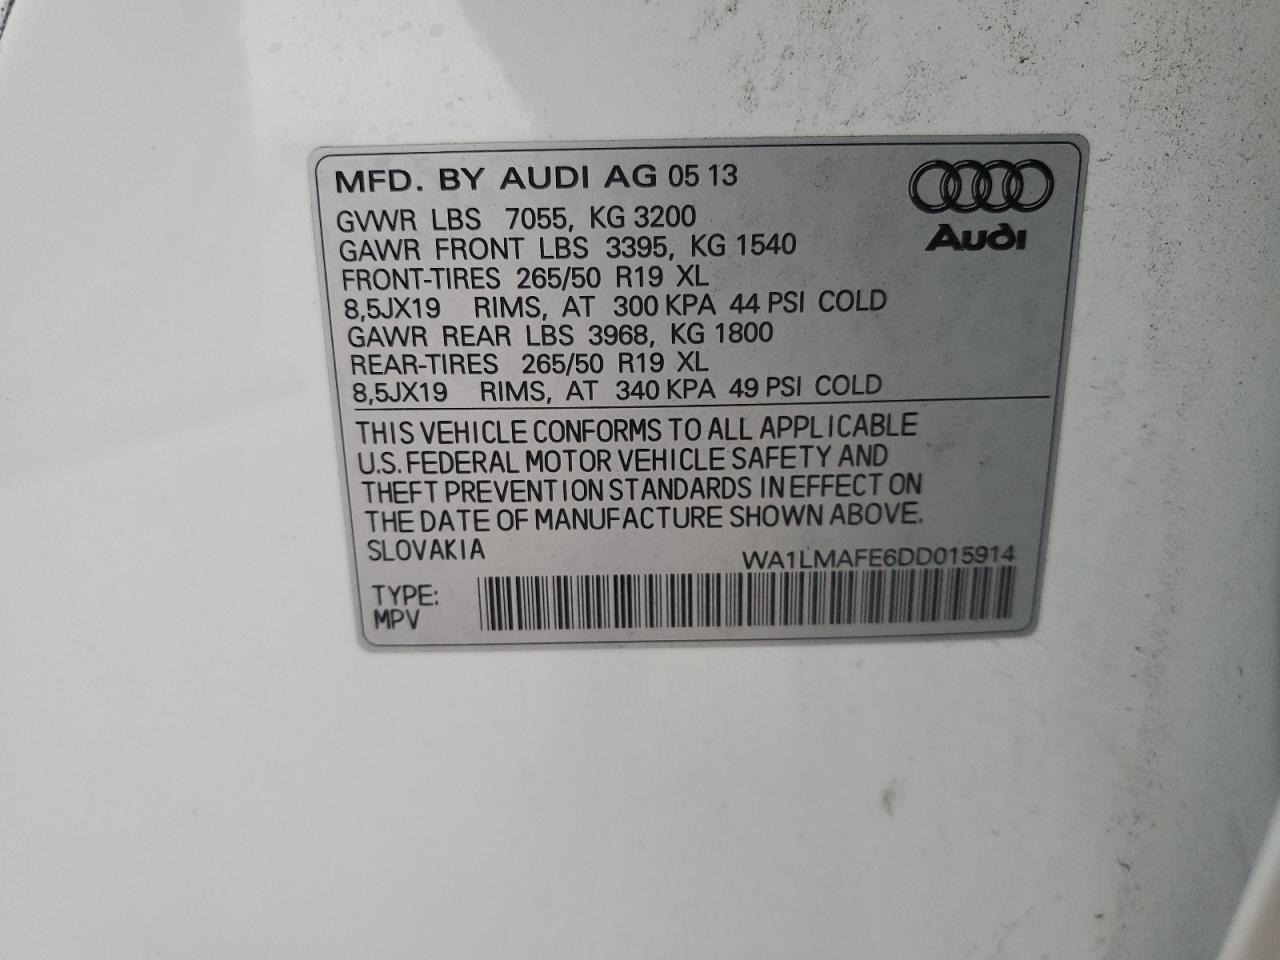 MFD. BY AUDI AG 05 13
Audi
GVWR LBS 7055, KG 3200
GAWR FRONT LBS 3395, KG 1540
FRONT-TIRES 265/50 R19 XL
8,5JX19 RIMS, AT 300 KPA 44 PSI COLD
GAWR REAR LBS 3968, KG 1800
REAR-TIRES 265/50 R19 XL
8,5JX19 RIMS, AT 340 KPA 49 PSI COLD
THIS VEHICLE CONFORMS TO ALL APPLICABLE
U.S. FEDERAL MOTOR VEHICLE SAFETY AND
THEFT PREVENTION STANDARDS IN EFFECT ON
THE DATE OF MANUFACTURE SHOWN ABOVE.
SLOVAKIA
WA1LMAFE6DD015914
TYPE:
MPV